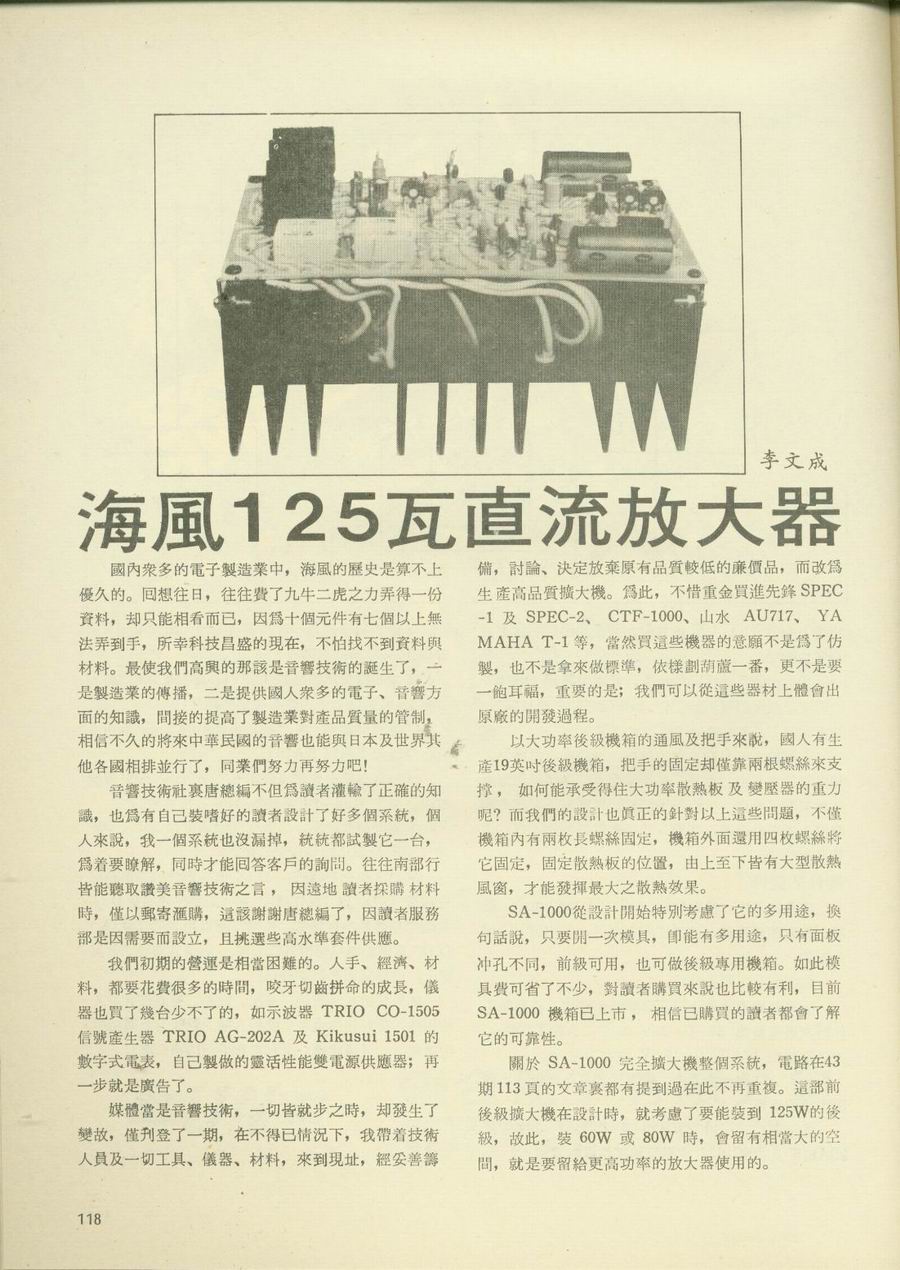 李文成
海風125瓦直流放大器
國內衆多的電子製造業中，海風的歷史是算不上
優久的。回想往日，往往費了九牛二虎之力弄得一份
資料，却只能相看而已，因爲十個元件有七個以上無
法弄到手，所幸科技昌盛的現在，不怕找不到資料與
材料。最使我們高興的那該是音響技術的誕生了，一
是製造業的傳播，二是提供國人衆多的電子、音響方
面的知識，間接的提高了製造業對產品質量的管制，
相信不久的將來中華民國的音響也能與日本及世界其
他各國相排並行了，同業們努力再努力吧！
音響技術社裏唐總編不但爲讀者灌輸了正確的知
識，也爲有自己裝嗜好的讀者設計了好多個系統，個
人來說，我一個系統也沒漏掉，統統都試製它一台，
爲着要瞭解，同時才能回答客戶的詢問。往往南部行
皆能聽取讚美音響技術之言，因遠地讀者採購材料
時，僅以郵寄滙購，這該謝謝唐總編了，因讀者服務
部是因需要而設立，且挑選些高水準套件供應。
我們初期的營運是相當困難的。人手、經濟、材
料，都要花費很多的時間，咬牙切齒拼命的成長，儀
器也買了幾台少不了的，如示波器 TRIO CO-1505
信號產生器 TRIO AG-202A 及 Kikusui 1501 的
數字式電表，自己製做的靈活性能雙電源供應器；再
一步就是廣告了。
媒體當是音響技術，一切皆就步之時，却發生了
變故，僅刋登了一期，在不得已情況下，我帶着技術
人員及一切工具、儀器、材料，來到現址，經妥善籌
備，討論、決定放棄原有品質較低的廉價品，而改爲
生產高品質擴大機。爲此，不惜重金買進先鋒 SPEC
-1 及 SPEC-2、 CTF-1000、山水 AU717、 YA
MAHA T-1 等，當然買這些機器的意願不是爲了仿
製，也不是拿來做標準，依樣劃葫蘆一番，更不是要
一飽耳福，重要的是；我們可以從這些器材上體會出
原廠的開發過程。
以大功率後級機箱的通風及把手來說，國人有生
產19英吋後級機箱，把手的固定却僅靠兩根螺絲來支
撐，如何能承受得住大功率散熱板及變壓器的重力
呢？而我們的設計也眞正的針對以上這些問題，不僅
機箱內有兩枚長螺絲固定，機箱外面還用四枚螺絲將
它固定，固定散熱板的位置，由上至下皆有大型散熱
風窗，才能發揮最大之散熱效果。
SA-1000從設計開始特別考慮了它的多用途，換
句話說，只要開一次模具，卽能有多用途，只有面板
冲孔不同，前級可用，也可做後級專用機箱。如此模
具費可省了不少，對讀者購買來說也比較有利，目前
SA-1000 機箱已上市，相信已購買的讀者都會了解
它的可靠性。
關於 SA-1000 完全擴大機整個系統，電路在43
期 113 頁的文章裏都有提到過在此不再重複。這部前
後級擴大機在設計時，就考慮了要能裝到 125W的後
級，故此，裝 60W 或 80W 時，會留有相當大的空
間，就是要留給更高功率的放大器使用的。
118